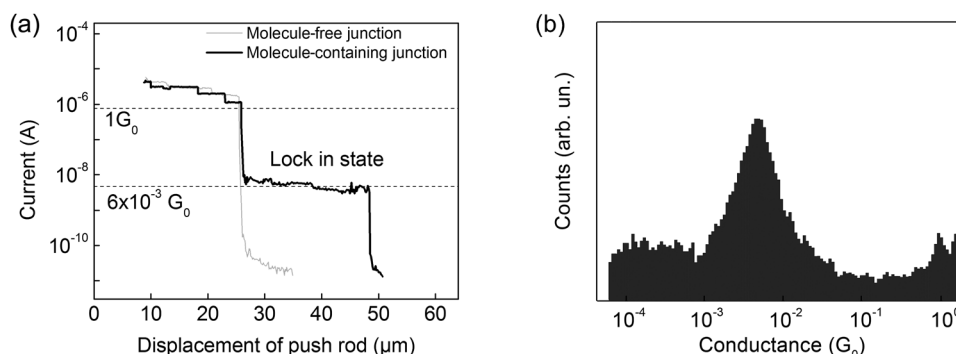 (a)
Molecule-free junction
Molecule-containing junction
Current (A)
10⁻⁴
10⁻⁶
10⁻⁸
10⁻¹⁰
1G₀
Lock in state
6x10⁻³ G₀
0 10 20 30 40 50 60
Displacement of push rod (μm)
(b)
Counts (arb. un.)
10⁻⁴ 10⁻³ 10⁻² 10⁻¹ 10⁰
Conductance (G₀)